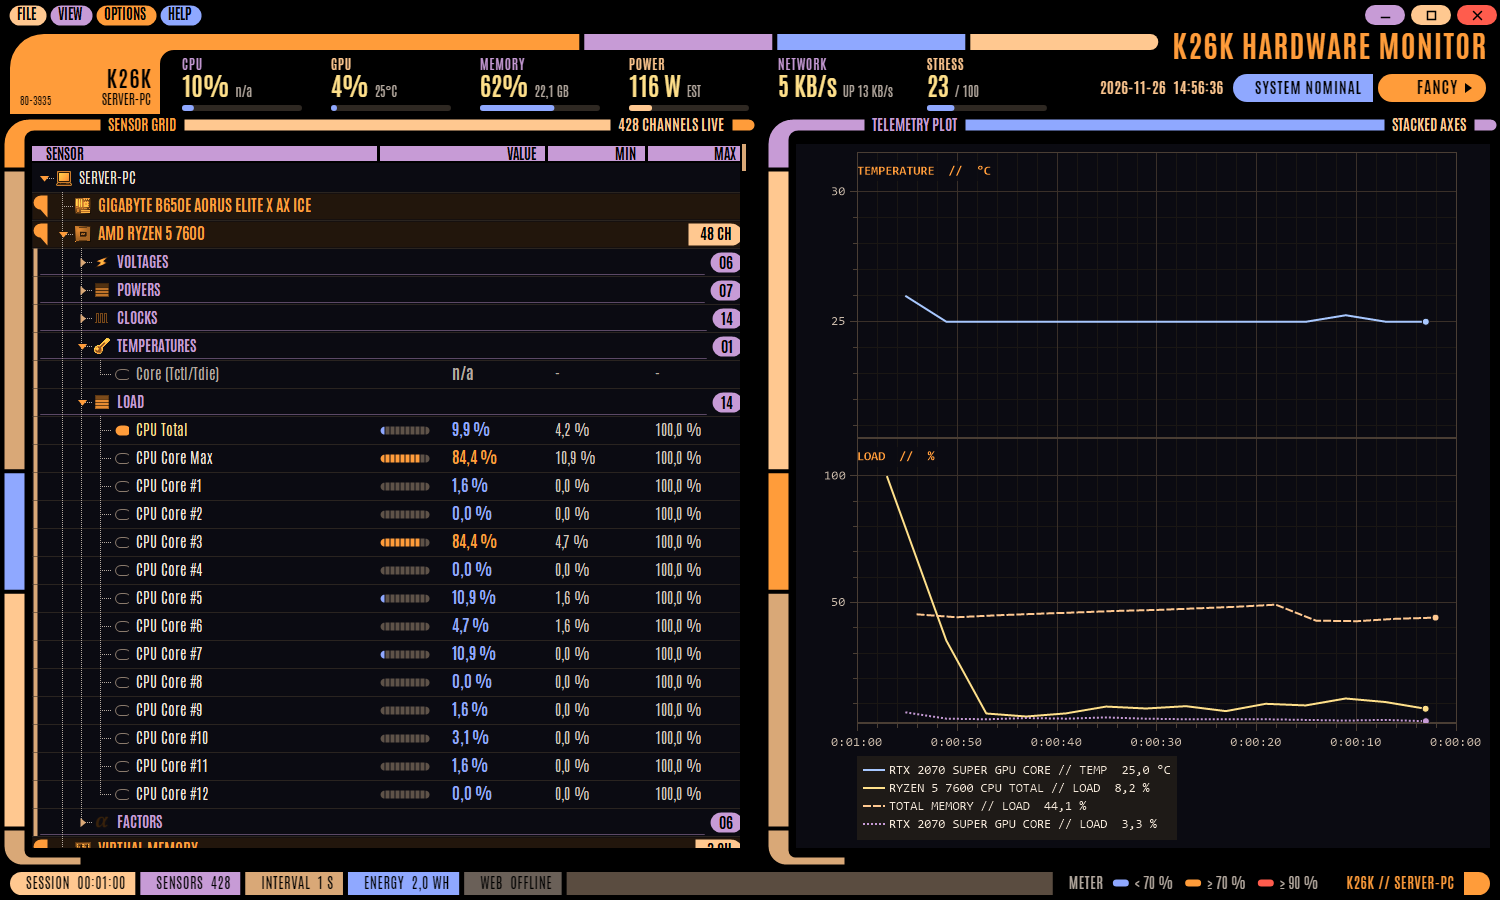 FILE VIEW OPTIONS HELP
K26K HARDWARE MONITOR
K26K
80-3935 SERVER-PC
CPU
10% n/a
GPU
4% 25°C
MEMORY
62% 22,1 GB
POWER
116 W EST
NETWORK
5 KB/s UP 13 KB/s
STRESS
23 / 100
2026-11-26 14:56:36 SYSTEM NOMINAL FANCY
SENSOR GRID 428 CHANNELS LIVE
SENSOR VALUE MIN MAX
SERVER-PC
GIGABYTE B650E AORUS ELITE X AX ICE
AMD RYZEN 5 7600 48 CH
VOLTAGES 06
POWERS 07
CLOCKS 14
TEMPERATURES 01
Core (Tctl/Tdie) n/a - -
LOAD 14
CPU Total 9,9 % 4,2 % 100,0 %
CPU Core Max 84,4 % 10,9 % 100,0 %
CPU Core #1 1,6 % 0,0 % 100,0 %
CPU Core #2 0,0 % 0,0 % 100,0 %
CPU Core #3 84,4 % 4,7 % 100,0 %
CPU Core #4 0,0 % 0,0 % 100,0 %
CPU Core #5 10,9 % 1,6 % 100,0 %
CPU Core #6 4,7 % 1,6 % 100,0 %
CPU Core #7 10,9 % 0,0 % 100,0 %
CPU Core #8 0,0 % 0,0 % 100,0 %
CPU Core #9 1,6 % 0,0 % 100,0 %
CPU Core #10 3,1 % 0,0 % 100,0 %
CPU Core #11 1,6 % 0,0 % 100,0 %
CPU Core #12 0,0 % 0,0 % 100,0 %
FACTORS 06
VIRTUAL MEMORY
TELEMETRY PLOT STACKED AXES
TEMPERATURE // °C
30
25
LOAD // %
100
50
0:01:00 0:00:50 0:00:40 0:00:30 0:00:20 0:00:10 0:00:00
RTX 2070 SUPER GPU CORE // TEMP 25,0 °C
RYZEN 5 7600 CPU TOTAL // LOAD 8,2 %
TOTAL MEMORY // LOAD 44,1 %
RTX 2070 SUPER GPU CORE // LOAD 3,3 %
SESSION 00:01:00 SENSORS 428 INTERVAL 1 S ENERGY 2,0 WH WEB OFFLINE METER < 70 % ≥ 70 % ≥ 90 % K26K // SERVER-PC